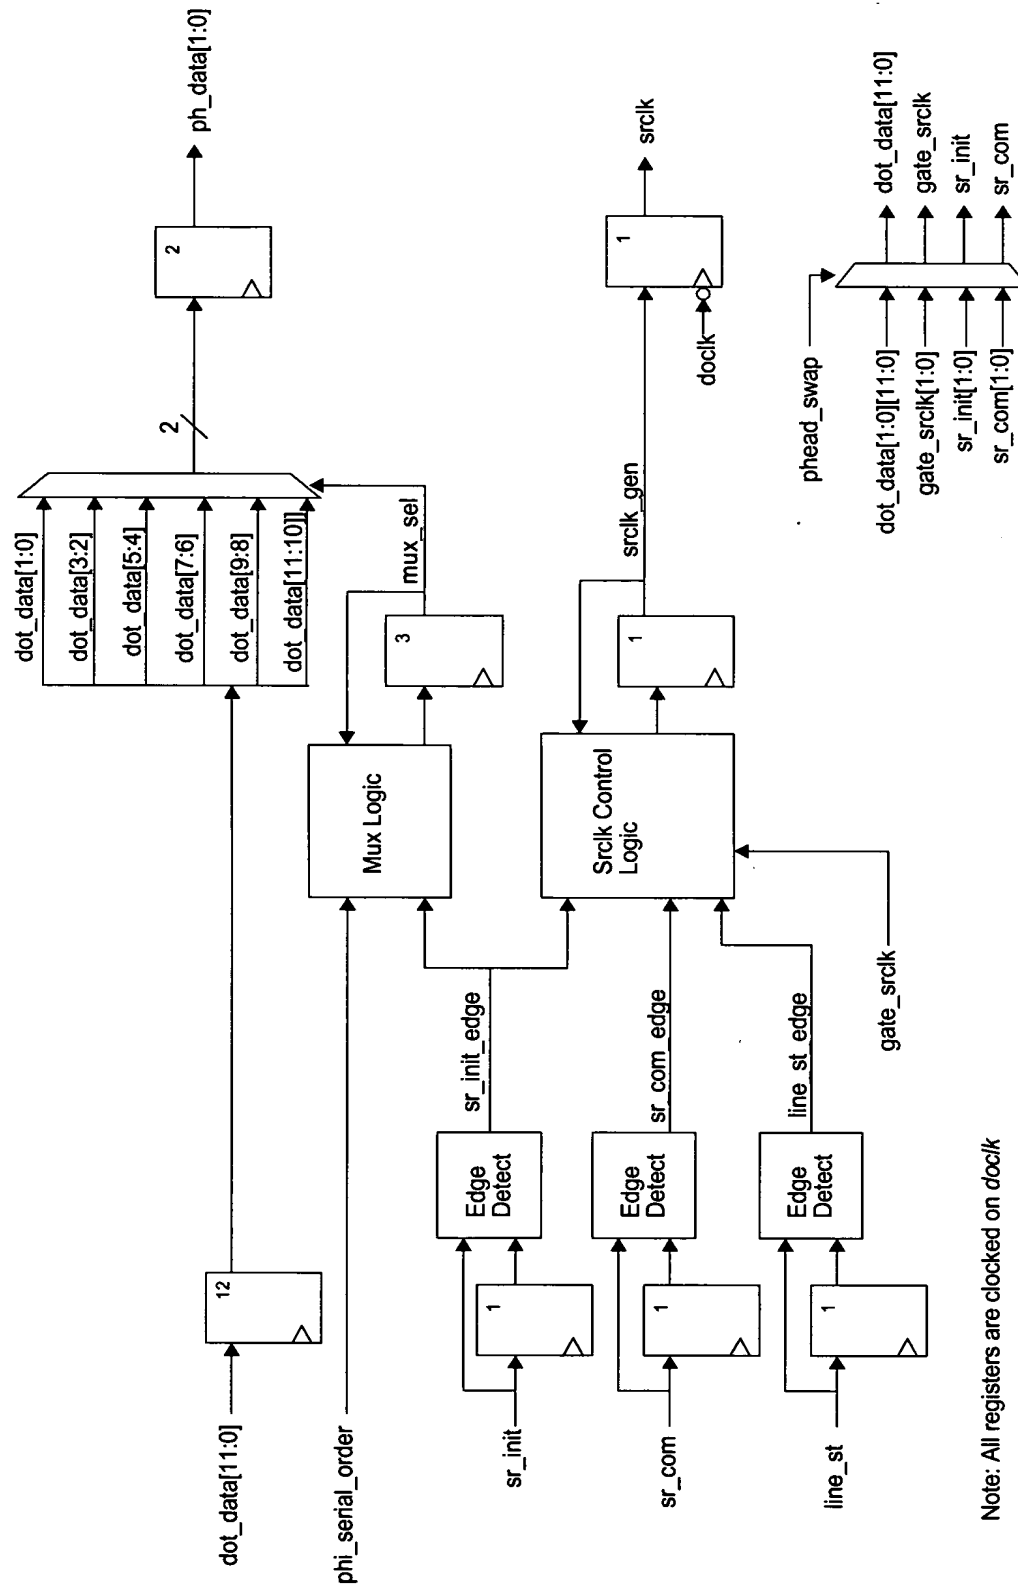 dot_data[11:0]
12
dot_data[1:0]
dot_data[3:2]
dot_data[5:4]
dot_data[7:6]
dot_data[9:8]
dot_data[11:10]]
2
2
ph_data[1:0]
phi_serial_order
Mux Logic
3
mux_sel
sr_init
1
Edge
Detect
sr_init_edge
sr_com
1
Edge
Detect
sr_com_edge
line_st
1
Edge
Detect
line_st_edge
gate_srclk
Srclk Control
Logic
1
srclk_gen
1
doclk
srclk
phead_swap
dot_data[1:0][11:0]
gate_srclk[1:0]
sr_init[1:0]
sr_com[1:0]
dot_data[11:0]
gate_srclk
sr_init
sr_com
Note: All registers are clocked on doclk